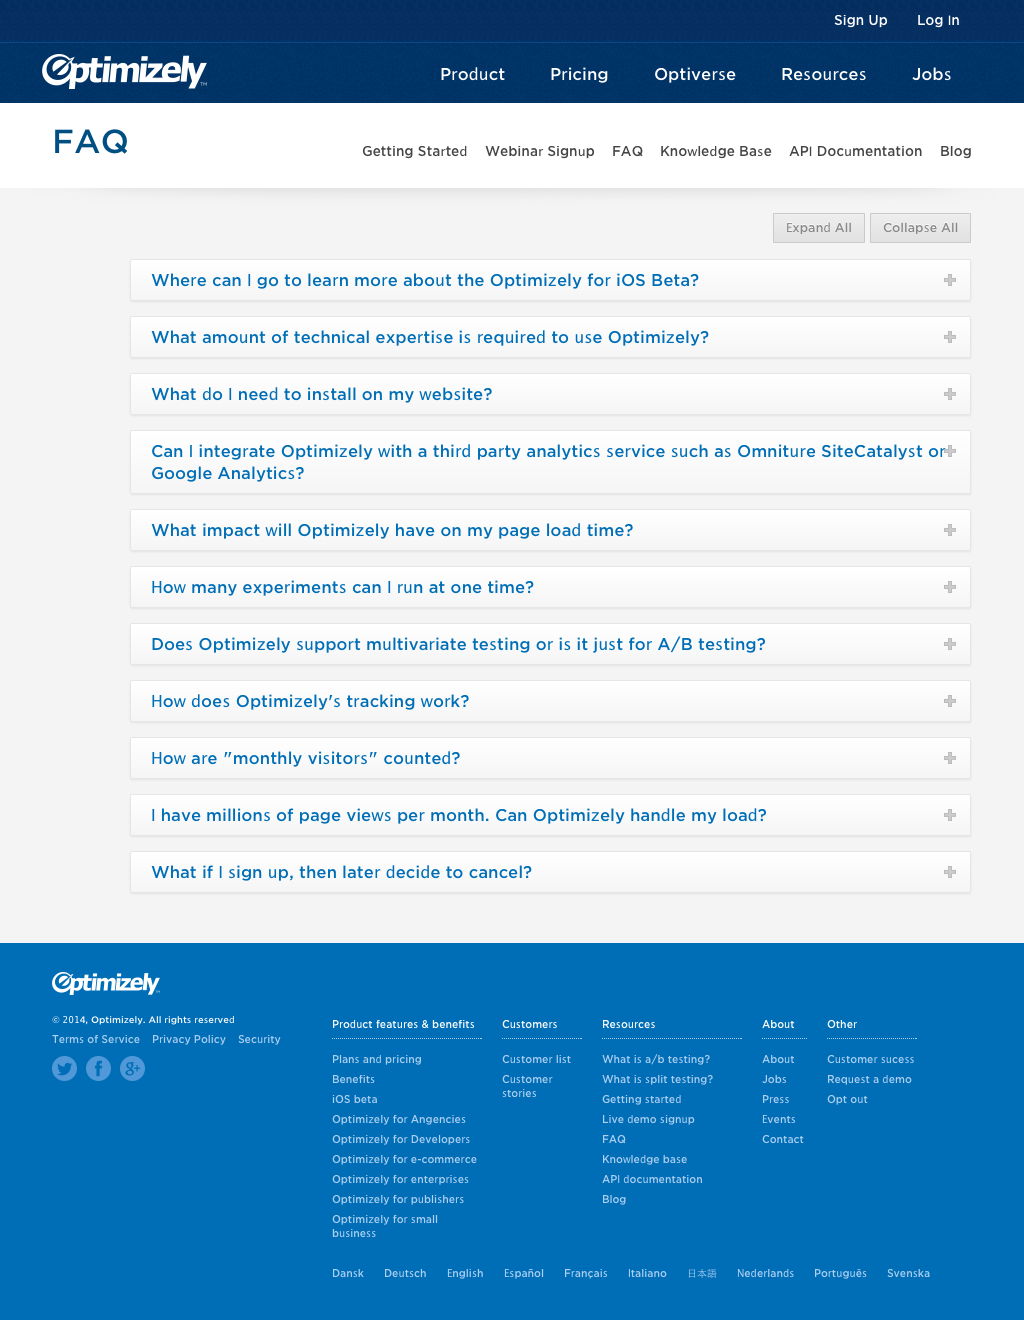 Sign Up Log In
Optimizely™ Product Pricing Optiverse Resources Jobs
FAQ
Getting Started Webinar Signup FAQ Knowledge Base API Documentation Blog
Expand All Collapse All
Where can I go to learn more about the Optimizely for iOS Beta?
What amount of technical expertise is required to use Optimizely?
What do I need to install on my website?
Can I integrate Optimizely with a third party analytics service such as Omniture SiteCatalyst or
Google Analytics?
What impact will Optimizely have on my page load time?
How many experiments can I run at one time?
Does Optimizely support multivariate testing or is it just for A/B testing?
How does Optimizely's tracking work?
How are "monthly visitors" counted?
I have millions of page views per month. Can Optimizely handle my load?
What if I sign up, then later decide to cancel?
Optimizely
© 2014, Optimizely. All rights reserved
Terms of Service Privacy Policy Security
Product features & benefits
Plans and pricing
Benefits
iOS beta
Optimizely for Angencies
Optimizely for Developers
Optimizely for e-commerce
Optimizely for enterprises
Optimizely for publishers
Optimizely for small
business
Customers
Customer list
Customer
stories
Resources
What is a/b testing?
What is split testing?
Getting started
Live demo signup
FAQ
Knowledge base
API documentation
Blog
About
About
Jobs
Press
Events
Contact
Other
Customer sucess
Request a demo
Opt out
Dansk Deutsch English Español Français Italiano 日本語 Nederlands Português Svenska